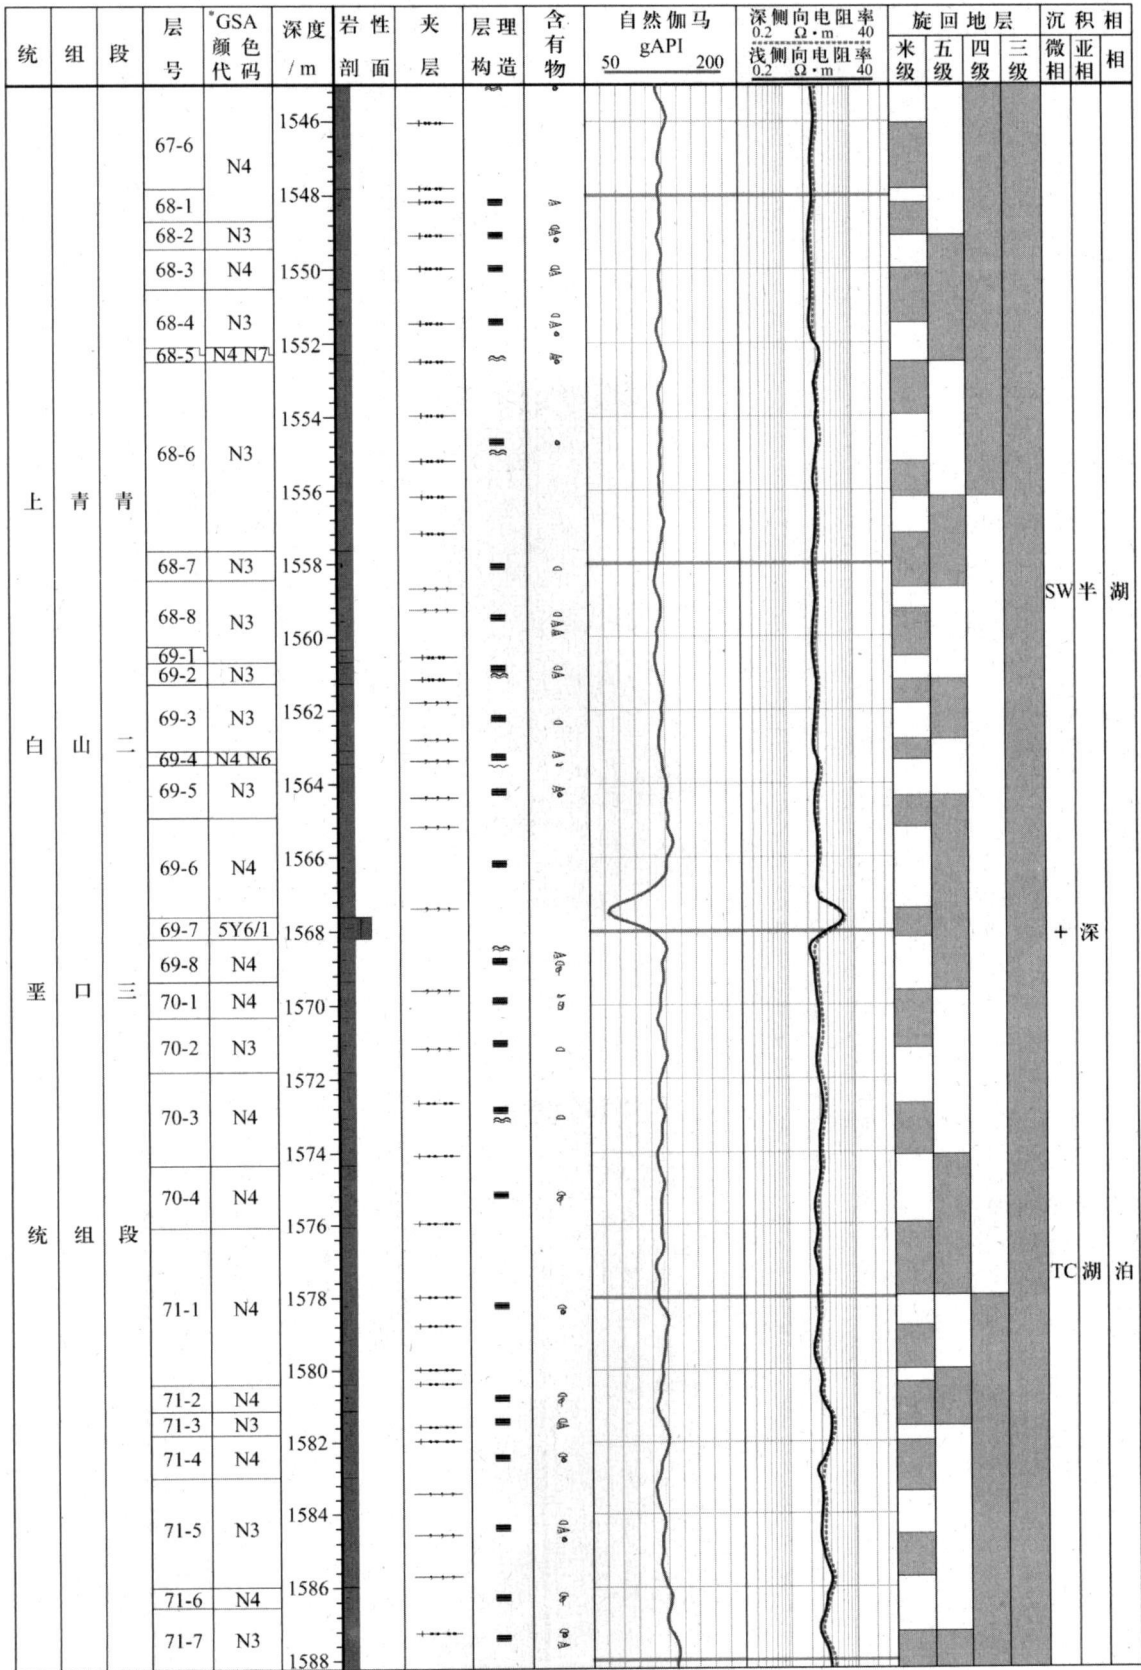 统 组 段 层号 *GSA颜色代码 深度/m 岩性剖面 夹层 层理构造 含有物 自然伽马 gAPI 50 200 深侧向电阻率 0.2 Ω·m 40 浅侧向电阻率 0.2 Ω·m 40 旋回地层 米级 五级 四级 三级 沉积相 微相 亚相 相
1546
67-6
N4
1548
68-1
68-2 N3
68-3 N4 1550
68-4 N3
1552
68-5 N4 N7
1554
68-6 N3
1556
上 青 青
1558
68-7 N3
SW 半 湖
68-8 N3
1560
69-1
69-2 N3
1562
69-3 N3
白 山 二
69-4 N4 N6
69-5 N3 1564
1566
69-6 N4
69-7 5Y6/1 1568
+ 深
69-8 N4
亚 口 三
70-1 N4 1570
70-2 N3
1572
70-3 N4
1574
70-4 N4
统 组 段 1576
TC 湖 泊
1578
71-1 N4
1580
71-2 N4
71-3 N3
1582
71-4 N4
1584
71-5 N3
1586
71-6 N4
71-7 N3
1588